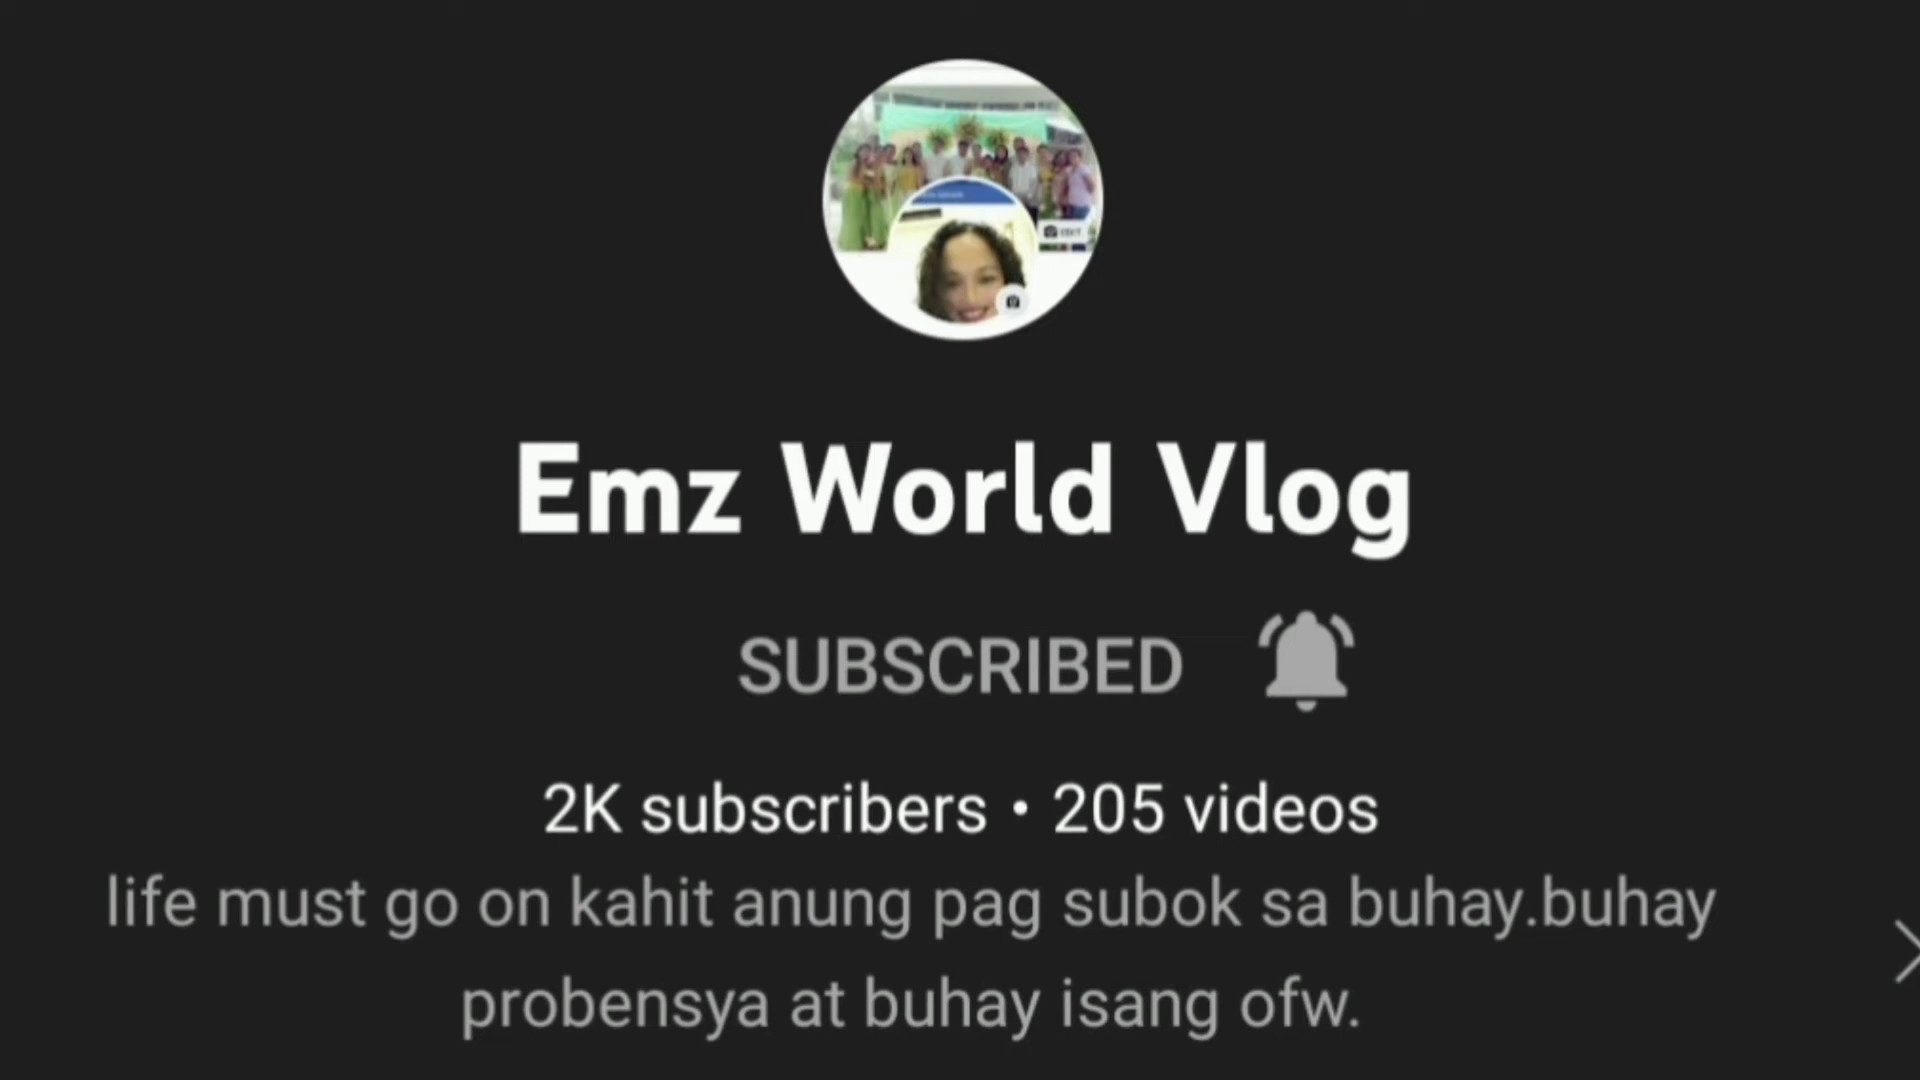 Emz World Vlog
SUBSCRIBED
2K subscribers • 205 videos
life must go on kahit anung pag subok sa buhay.buhay
probensya at buhay isang ofw.